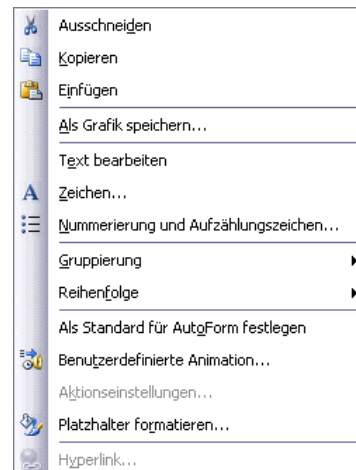 Ausschneiden
Kopieren
Einfügen
Als Grafik speichern...
Text bearbeiten
Zeichen...
Nummerierung und Aufzählungszeichen...
Gruppierung
Reihenfolge
Als Standard für AutoForm festlegen
Benutzerdefinierte Animation...
Aktionseinstellungen...
Platzhalter formatieren...
Hyperlink...